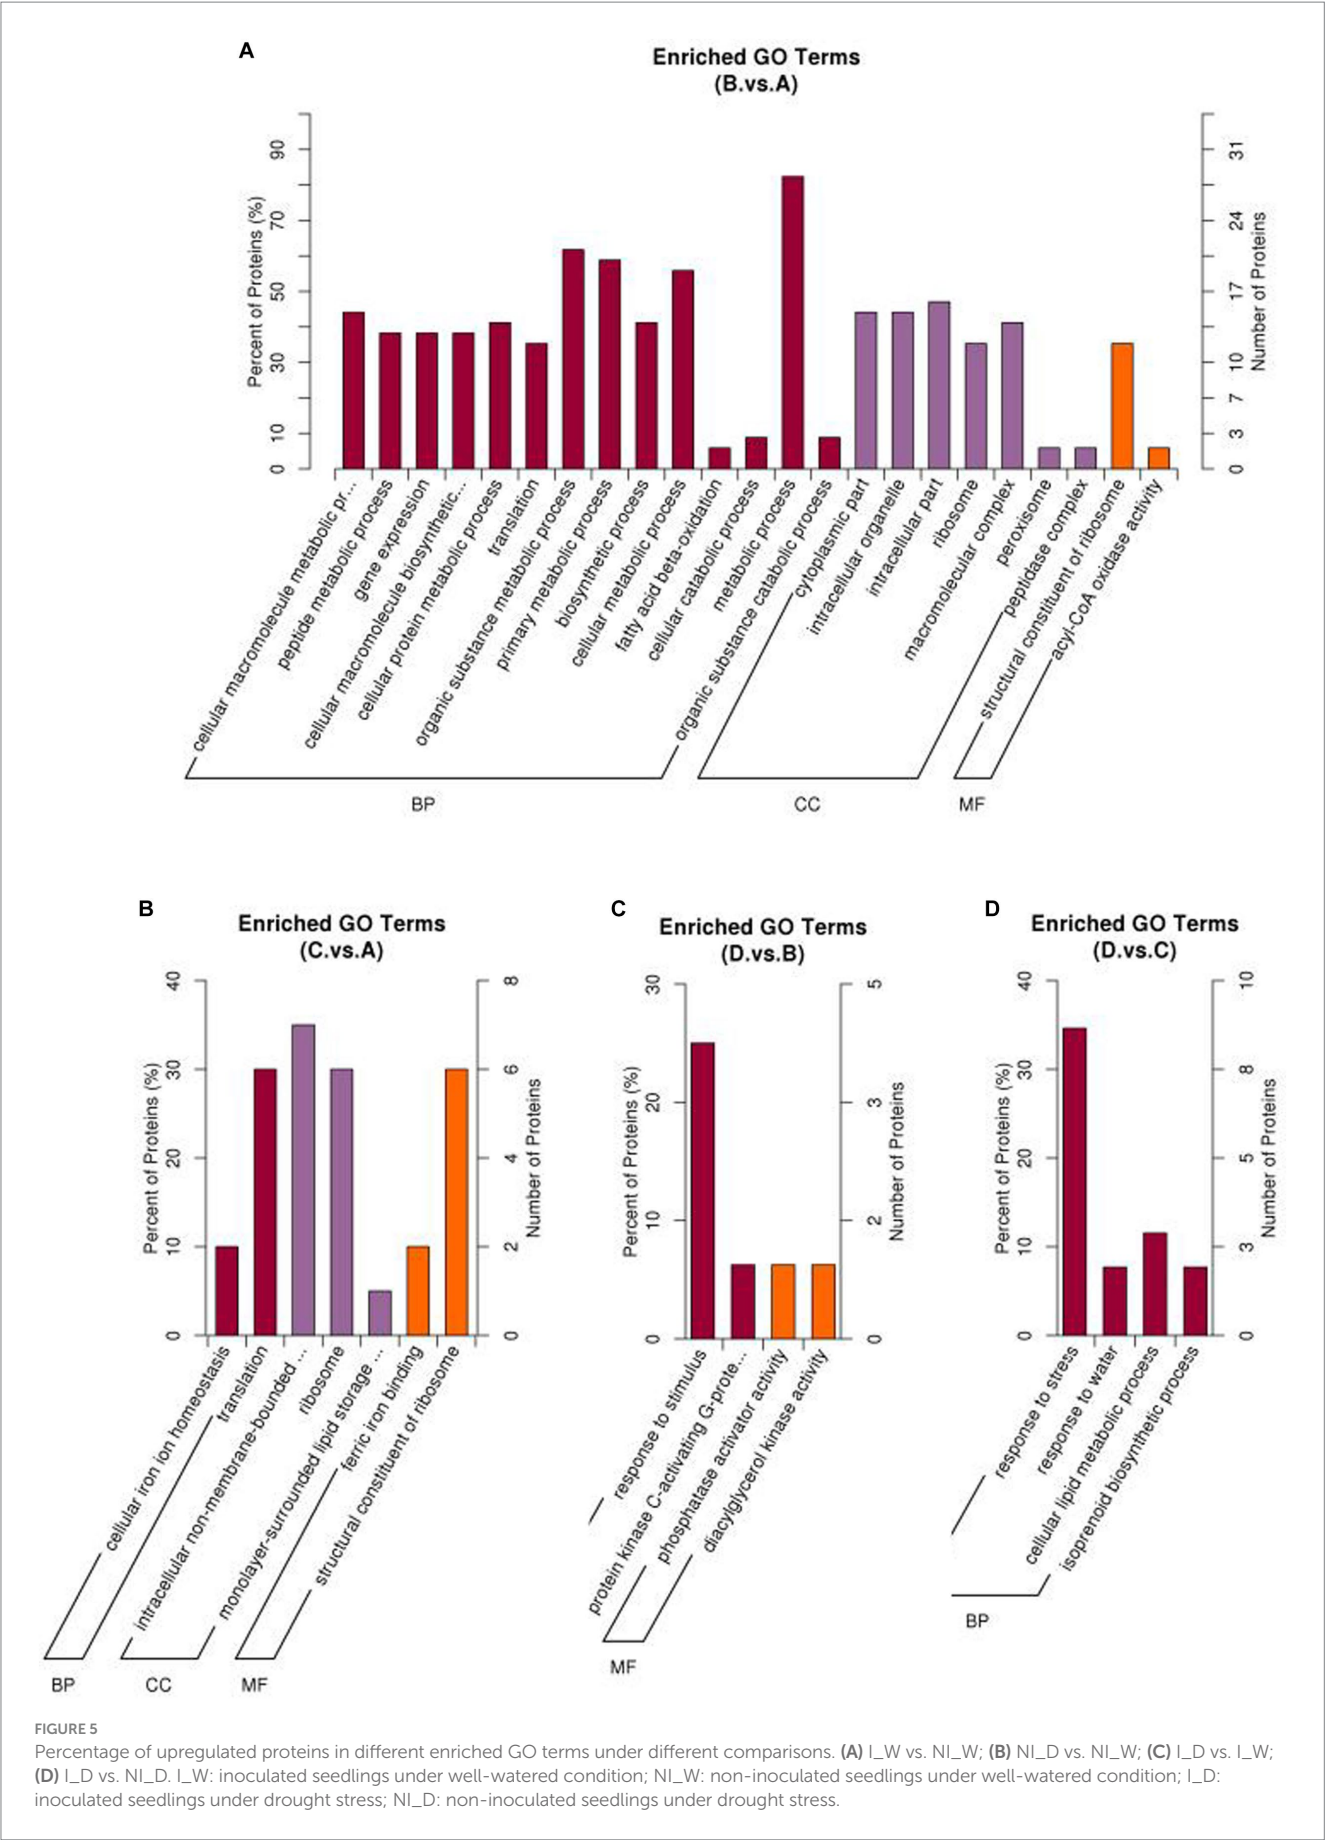 A
Enriched GO Terms
(B.vs.A)
Percent of Proteins (%)
90
70
50
30
10
0
31
24
17
10
7
3
0
Number of Proteins
cellular macromolecule metabolic pr...
peptide metabolic process
gene expression
cellular macromolecule biosynthetic...
cellular protein metabolic process
translation
organic substance metabolic process
primary metabolic process
biosynthetic process
cellular metabolic process
fatty acid beta-oxidation
cellular catabolic process
metabolic process
organic substance catabolic process
cytoplasmic part
intracellular organelle
intracellular part
ribosome
macromolecular complex
peroxisome
peptidase complex
structural constituent of ribosome
acyl-CoA oxidase activity
BP
CC
MF
B
Enriched GO Terms
(C.vs.A)
Percent of Proteins (%)
40
30
20
10
0
8
6
4
2
0
Number of Proteins
cellular iron ion homeostasis
translation
intracellular non-membrane-bounded ...
ribosome
monolayer-surrounded lipid storage ...
ferric iron binding
structural constituent of ribosome
BP
CC
MF
C
Enriched GO Terms
(D.vs.B)
Percent of Proteins (%)
30
20
10
0
5
3
2
0
Number of Proteins
response to stimulus
protein kinase C-activating G-prote...
phosphatase activator activity
diacylglycerol kinase activity
MF
D
Enriched GO Terms
(D.vs.C)
Percent of Proteins (%)
40
30
20
10
0
10
8
5
3
0
Number of Proteins
response to stress
response to water
cellular lipid metabolic process
isoprenoid biosynthetic process
BP
FIGURE 5
Percentage of upregulated proteins in different enriched GO terms under different comparisons. (A) I_W vs. NI_W; (B) NI_D vs. NI_W; (C) I_D vs. I_W;
(D) I_D vs. NI_D. I_W: inoculated seedlings under well-watered condition; NI_W: non-inoculated seedlings under well-watered condition; I_D:
inoculated seedlings under drought stress; NI_D: non-inoculated seedlings under drought stress.